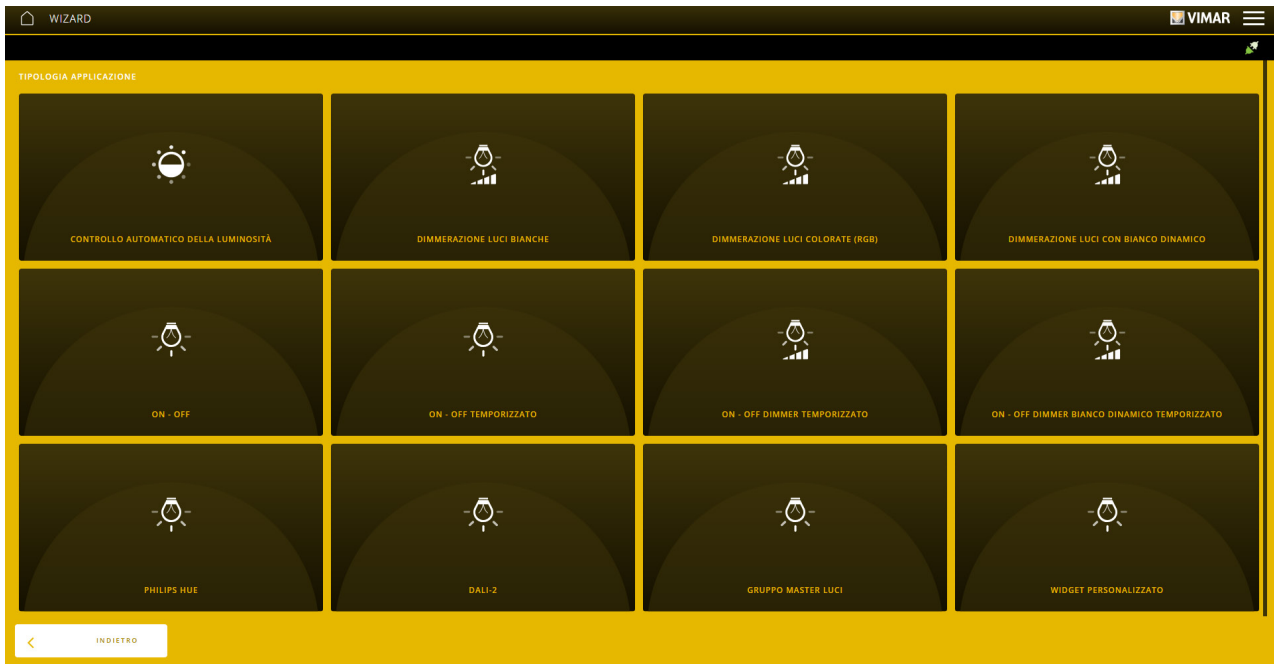 WIZARD
VIMAR
TIPOLOGIA APPLICAZIONE
CONTROLLO AUTOMATICO DELLA LUMINOSITÀ
DIMMERAZIONE LUCI BIANCHE
DIMMERAZIONE LUCI COLORATE (RGB)
DIMMERAZIONE LUCI CON BIANCO DINAMICO
ON - OFF
ON - OFF TEMPORIZZATO
ON - OFF DIMMER TEMPORIZZATO
ON - OFF DIMMER BIANCO DINAMICO TEMPORIZZATO
PHILIPS HUE
DALI-2
GRUPPO MASTER LUCI
WIDGET PERSONALIZZATO
INDIETRO